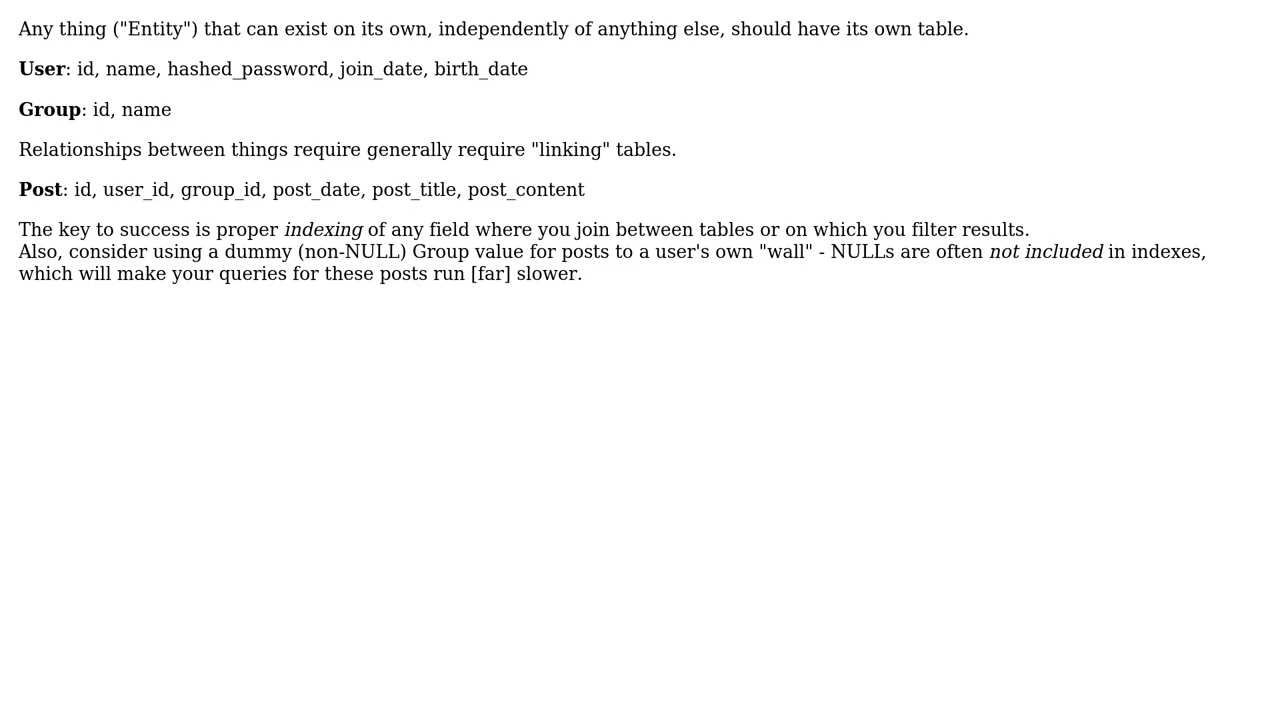 Any thing ("Entity") that can exist on its own, independently of anything else, should have its own table.
User: id, name, hashed_password, join_date, birth_date
Group: id, name
Relationships between things require generally require "linking" tables.
Post: id, user_id, group_id, post_date, post_title, post_content
The key to success is proper indexing of any field where you join between tables or on which you filter results.
Also, consider using a dummy (non-NULL) Group value for posts to a user's own "wall" - NULLs are often not included in indexes,
which will make your queries for these posts run [far] slower.